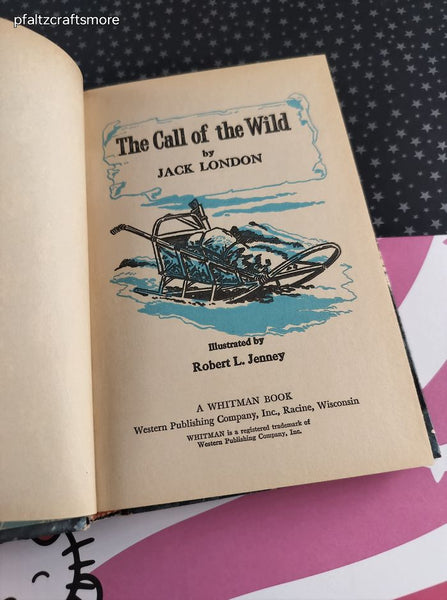 pfaltzcraftsmore
The Call of the Wild
by
JACK LONDON
Illustrated by
Robert L. Jenney
A WHITMAN BOOK
Western Publishing Company, Inc., Racine, Wisconsin
WHITMAN is a registered trademark of
Western Publishing Company, Inc.